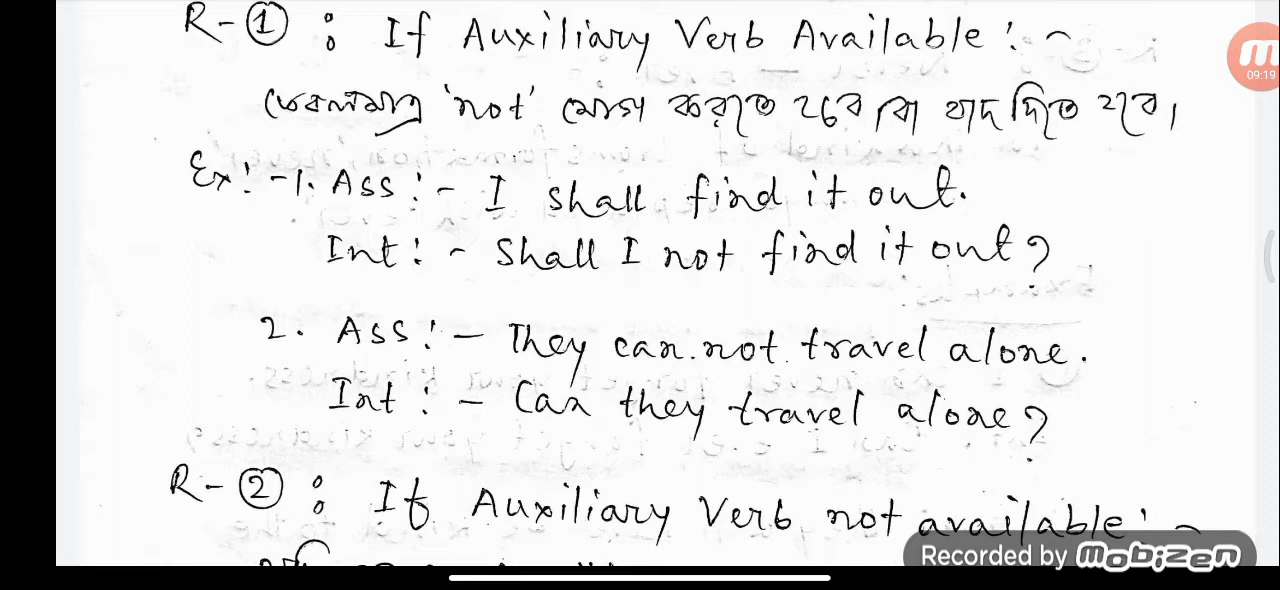 R-① : If Auxiliary Verb Available :-
09:19
কেবলমাত্র 'not' যোগ করতে হবে বা বাদ দিতে হবে।
Ex:-1. Ass:- I shall find it out.
Int:- Shall I not find it out?
2. Ass:- They can not travel alone.
Int:- Can they travel alone?
R-② : If Auxiliary Verb not available:-
Recorded by Mobizen